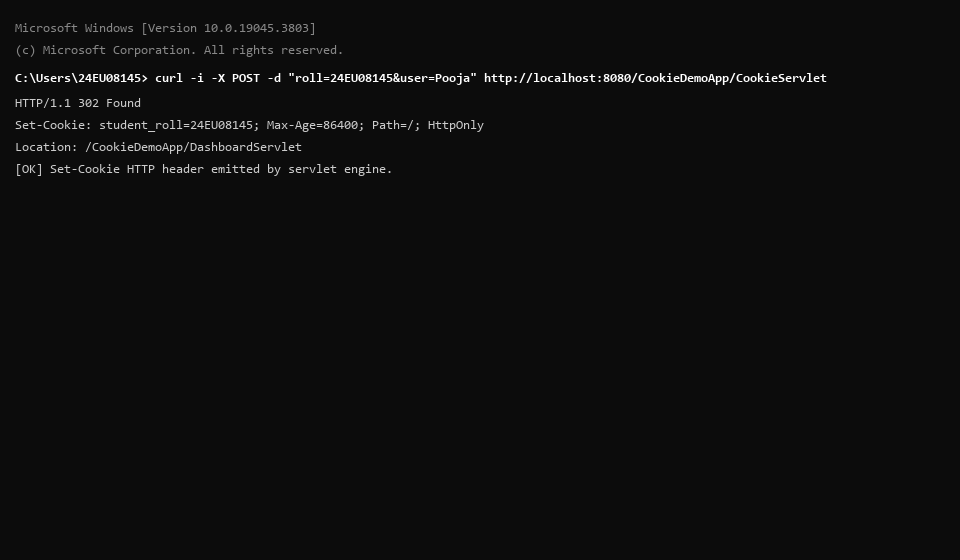 Microsoft Windows [Version 10.0.19045.3803]
(c) Microsoft Corporation. All rights reserved.
C:\Users\24EU08145> curl -i -X POST -d "roll=24EU08145&user=Pooja" http://localhost:8080/CookieDemoApp/CookieServlet
HTTP/1.1 302 Found
Set-Cookie: student_roll=24EU08145; Max-Age=86400; Path=/; HttpOnly
Location: /CookieDemoApp/DashboardServlet
[OK] Set-Cookie HTTP header emitted by servlet engine.